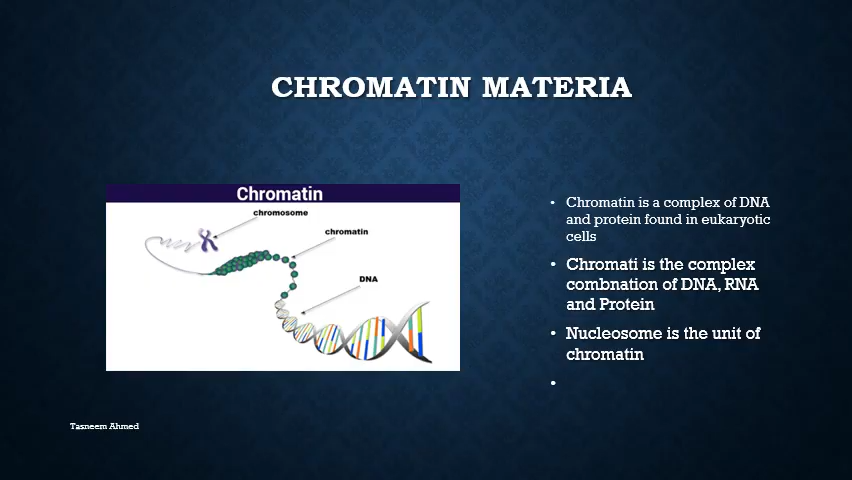 CHROMATIN MATERIA
Chromatin
chromosome
chromatin
DNA
• Chromatin is a complex of DNA
and protein found in eukaryotic
cells
• Chromati is the complex
combnation of DNA, RNA
and Protein
• Nucleosome is the unit of
chromatin
•
Tasneem Ahmed